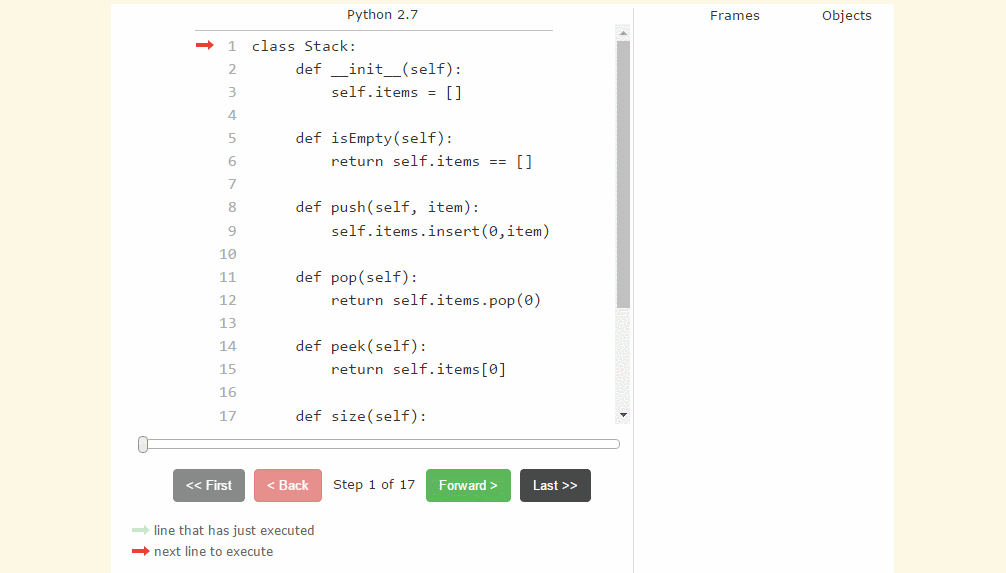 Python 2.7
Frames Objects
1 class Stack:
2     def __init__(self):
3         self.items = []
4
5     def isEmpty(self):
6         return self.items == []
7
8     def push(self, item):
9         self.items.insert(0,item)
10
11     def pop(self):
12         return self.items.pop(0)
13
14     def peek(self):
15         return self.items[0]
16
17     def size(self):
<< First < Back Step 1 of 17 Forward > Last >>
line that has just executed
next line to execute